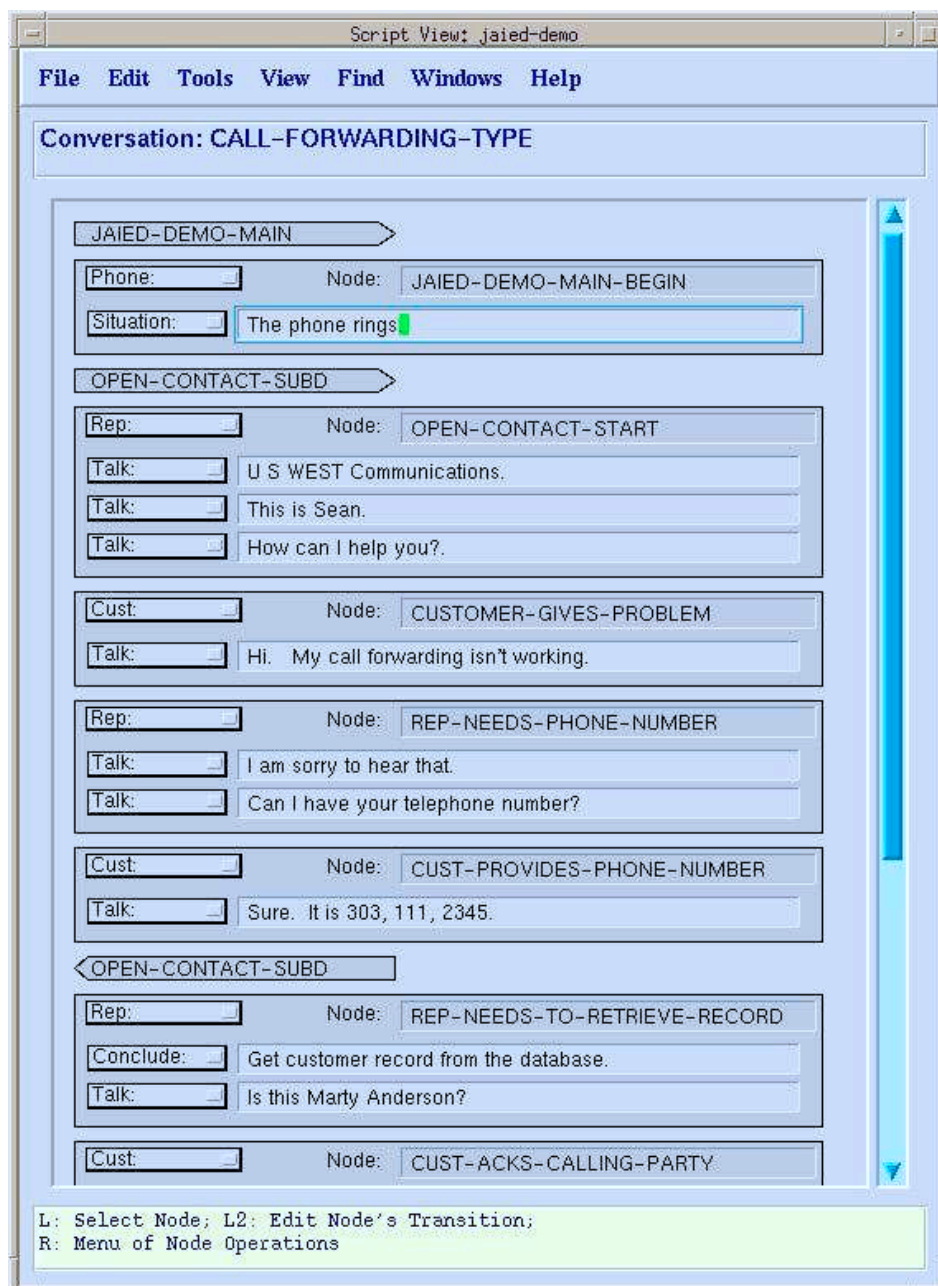 Script View: jaied-demo
File Edit Tools View Find Windows Help
Conversation: CALL-FORWARDING-TYPE
JAIED-DEMO-MAIN
Phone: Node: JAIED-DEMO-MAIN-BEGIN
Situation: The phone rings
OPEN-CONTACT-SUBD
Rep: Node: OPEN-CONTACT-START
Talk: U S WEST Communications.
Talk: This is Sean.
Talk: How can I help you?.
Cust: Node: CUSTOMER-GIVES-PROBLEM
Talk: Hi. My call forwarding isn't working.
Rep: Node: REP-NEEDS-PHONE-NUMBER
Talk: I am sorry to hear that.
Talk: Can I have your telephone number?
Cust: Node: CUST-PROVIDES-PHONE-NUMBER
Talk: Sure. It is 303, 111, 2345.
OPEN-CONTACT-SUBD
Rep: Node: REP-NEEDS-TO-RETRIEVE-RECORD
Conclude: Get customer record from the database.
Talk: Is this Marty Anderson?
Cust: Node: CUST-ACKS-CALLING-PARTY
L: Select Node; L2: Edit Node's Transition;
R: Menu of Node Operations